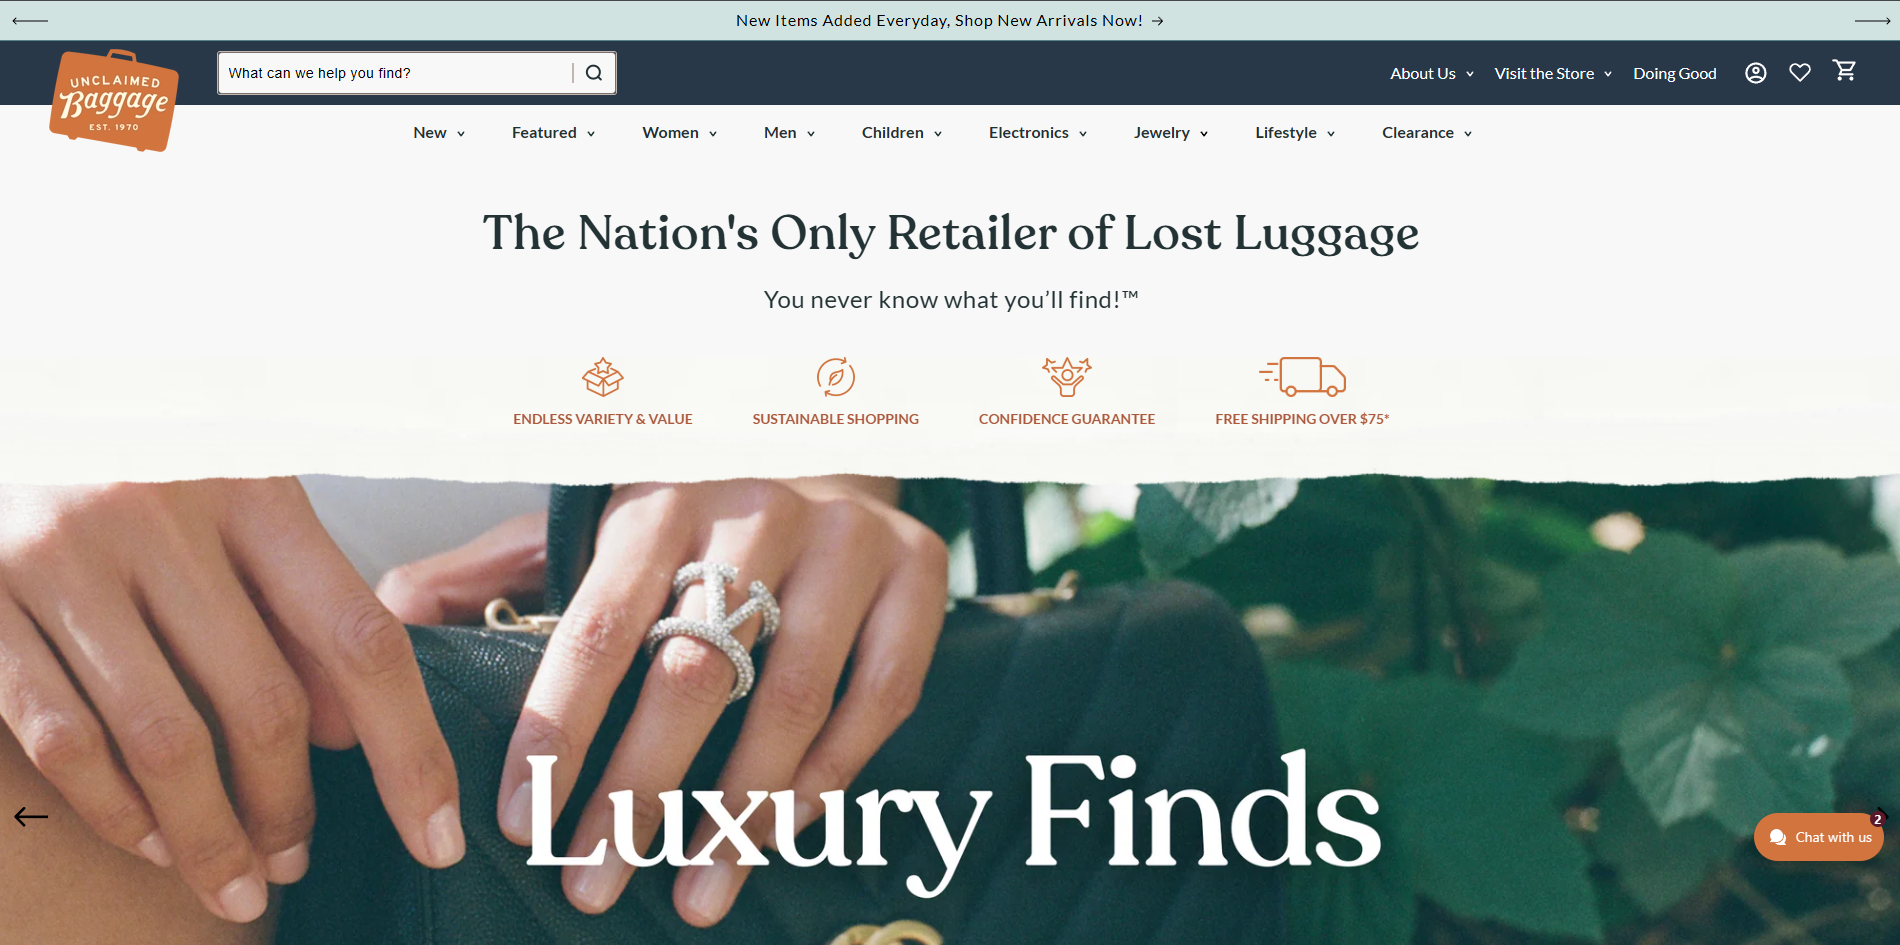 New Items Added Everyday, Shop New Arrivals Now! →
UNCLAIMED
Baggage
EST. 1970
What can we help you find?
About Us
Visit the Store
Doing Good
New
Featured
Women
Men
Children
Electronics
Jewelry
Lifestyle
Clearance
The Nation's Only Retailer of Lost Luggage
You never know what you’ll find!™
ENDLESS VARIETY & VALUE
SUSTAINABLE SHOPPING
CONFIDENCE GUARANTEE
FREE SHIPPING OVER $75*
Luxury Finds
2
Chat with us